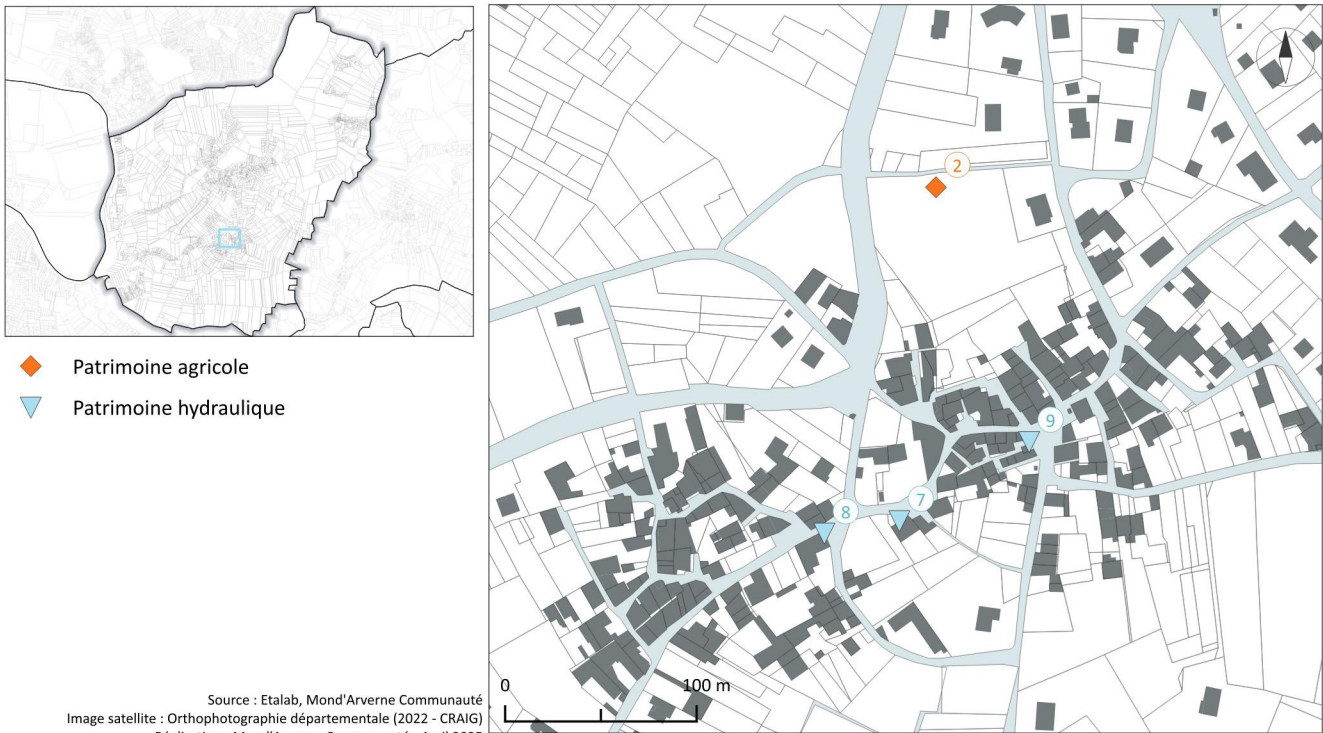 Patrimoine agricole
Patrimoine hydraulique
Source : Etalab, Mond'Arverne Communauté
Image satellite : Orthophotographie départementale (2022 - CRAIG)
2
9
7
8
0 100 m